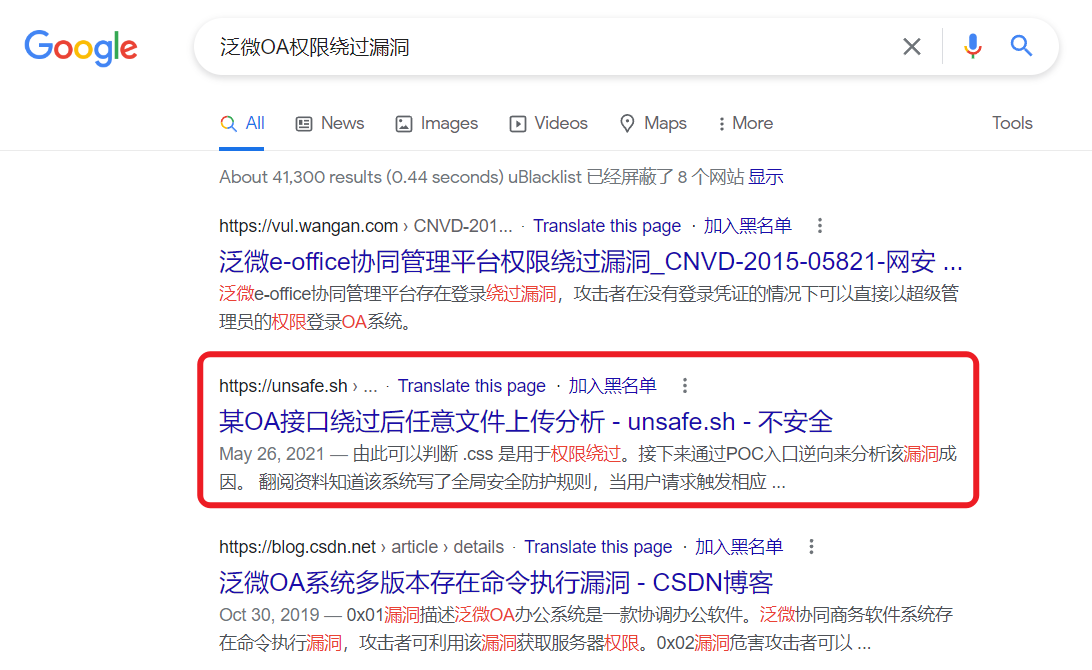 Google
泛微OA权限绕过漏洞
All News Images Videos Maps More Tools
About 41,300 results (0.44 seconds) uBlacklist 已经屏蔽了 8 个网站 显示
https://vul.wangan.com › CNVD-201... · Translate this page · 加入黑名单
泛微e-office协同管理平台权限绕过漏洞_CNVD-2015-05821-网安 ...
泛微e-office协同管理平台存在登录绕过漏洞，攻击者在没有登录凭证的情况下可以直接以超级管
理员的权限登录OA系统。
https://unsafe.sh › ... · Translate this page · 加入黑名单
某OA接口绕过后任意文件上传分析 - unsafe.sh - 不安全
May 26, 2021 — 由此可以判断 .css 是用于权限绕过。接下来通过POC入口逆向来分析该漏洞成
因。 翻阅资料知道该系统写了全局安全防护规则，当用户请求触发相应 ...
https://blog.csdn.net › article › details · Translate this page · 加入黑名单
泛微OA系统多版本存在命令执行漏洞 - CSDN博客
Oct 30, 2019 — 0x01漏洞描述泛微OA办公系统是一款协调办公软件。泛微协同商务软件系统存
在命令执行漏洞，攻击者可利用该漏洞获取服务器权限。0x02漏洞危害攻击者可以 ...